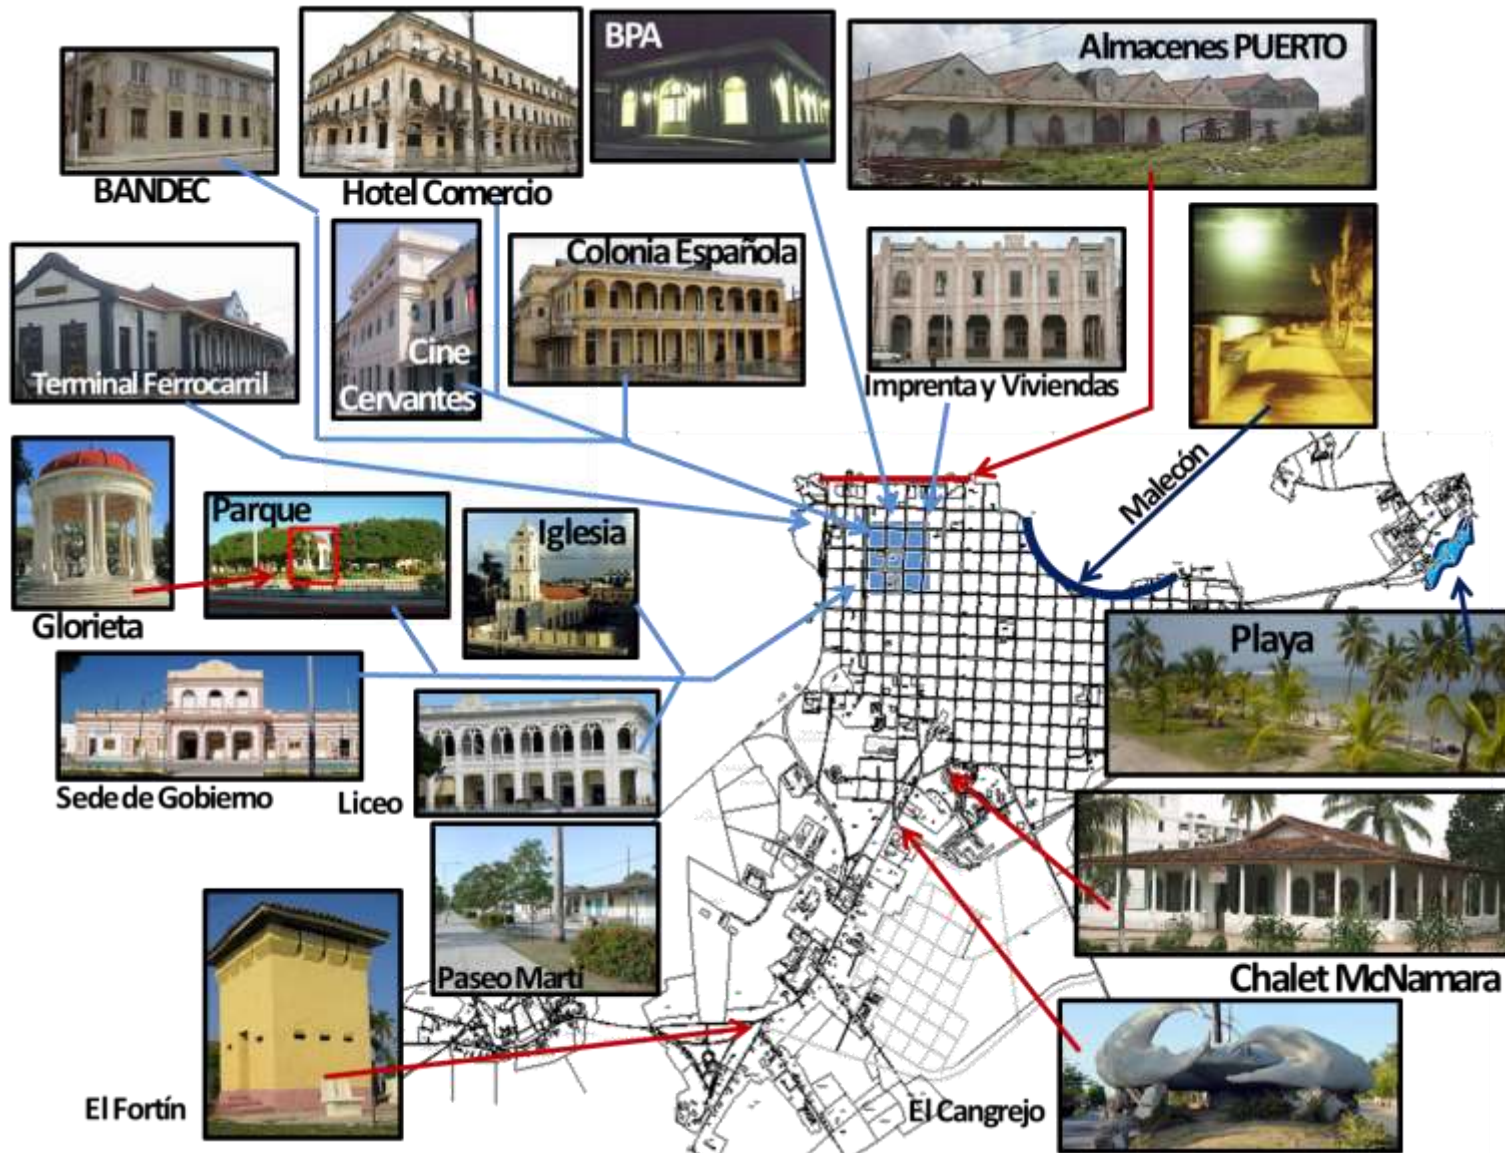 BPA
Almacenes PUERTO
BANDEC
Hotel Comercio
Colonia Española
Cine
Cervantes
Terminal Ferrocarril
Imprenta y Viviendas
Malecón
Parque
Iglesia
Glorieta
Playa
Sede de Gobierno
Liceo
Paseo Martí
Chalet McNamara
El Fortín
El Cangrejo